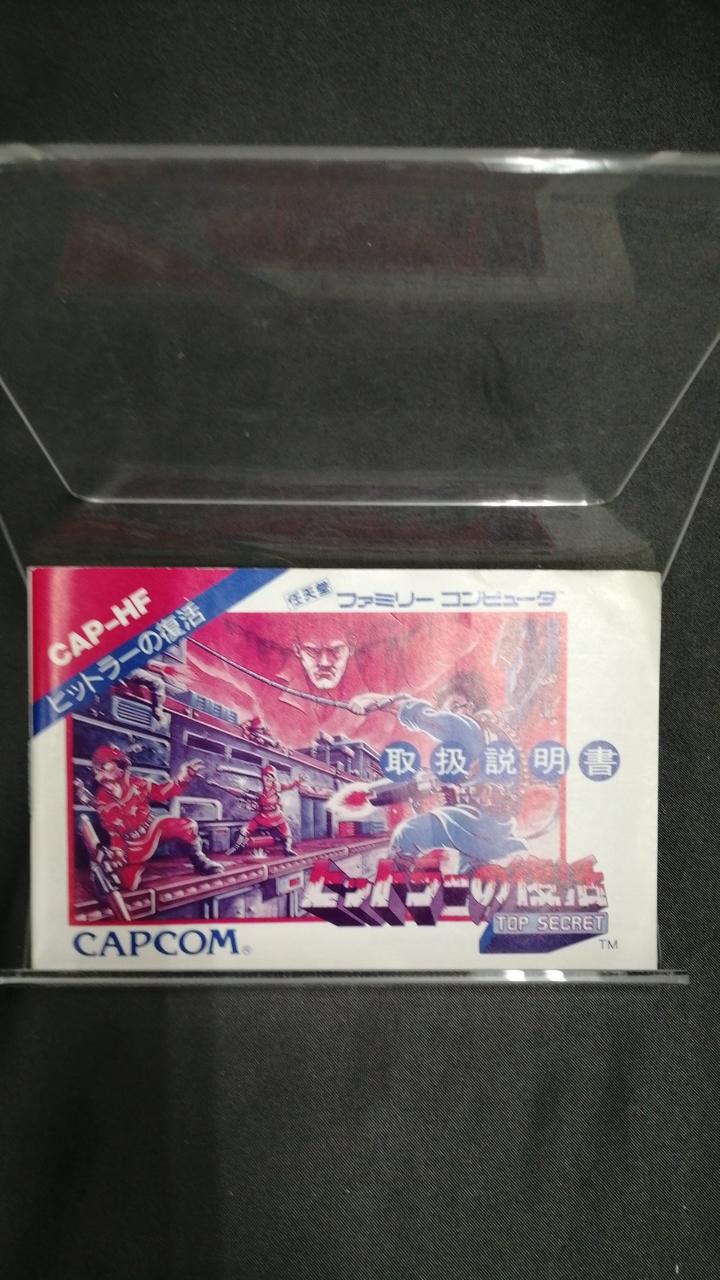 CAP-HF
ヒットラーの復活
任天堂 ファミリー コンピュータ™
取扱説明書
ヒットラーの復活
TOP SECRET
CAPCOM®
TM